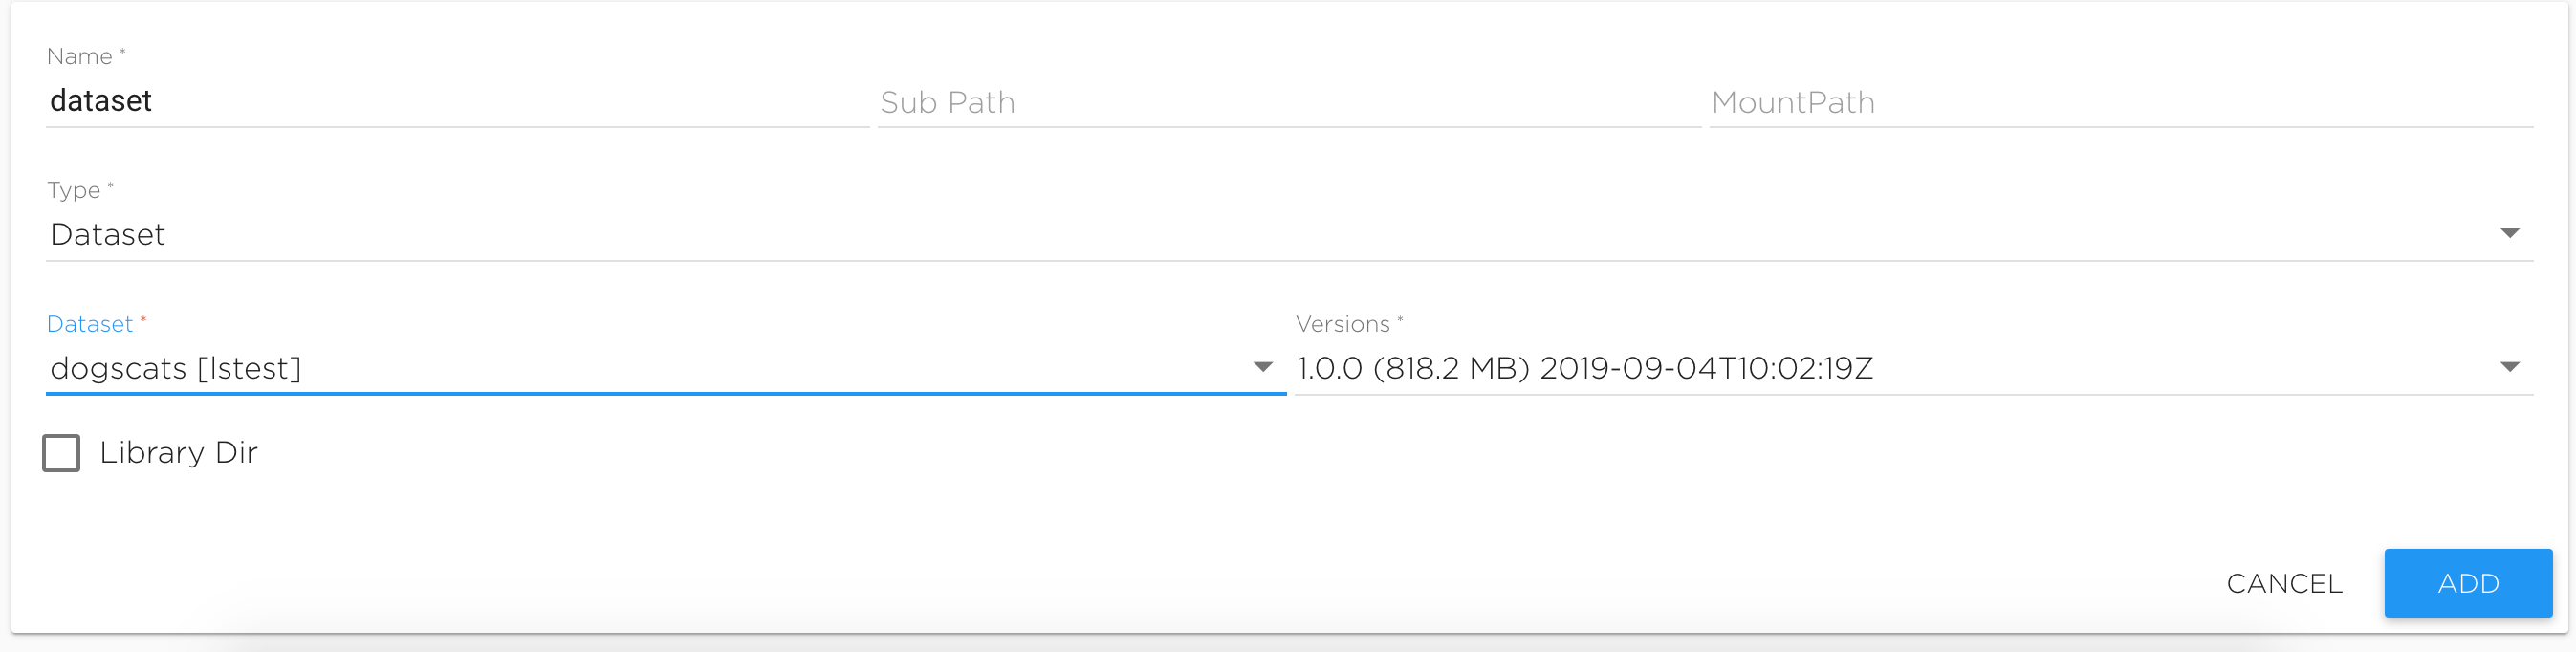 Name *
dataset
Sub Path
MountPath
Type *
Dataset
Dataset *
dogscats [lstest]
Versions *
1.0.0 (818.2 MB) 2019-09-04T10:02:19Z
Library Dir
CANCEL
ADD